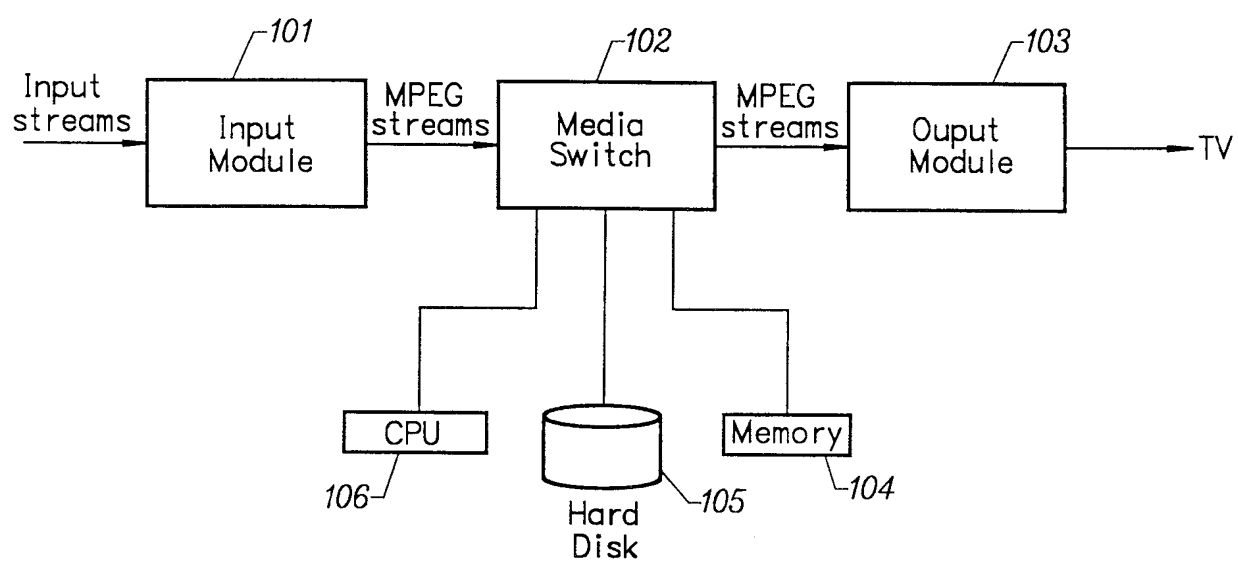 101
102
103
Input
streams
Input
Module
MPEG
streams
Media
Switch
MPEG
streams
Ouput
Module
TV
CPU
106
Hard
Disk
105
Memory
104